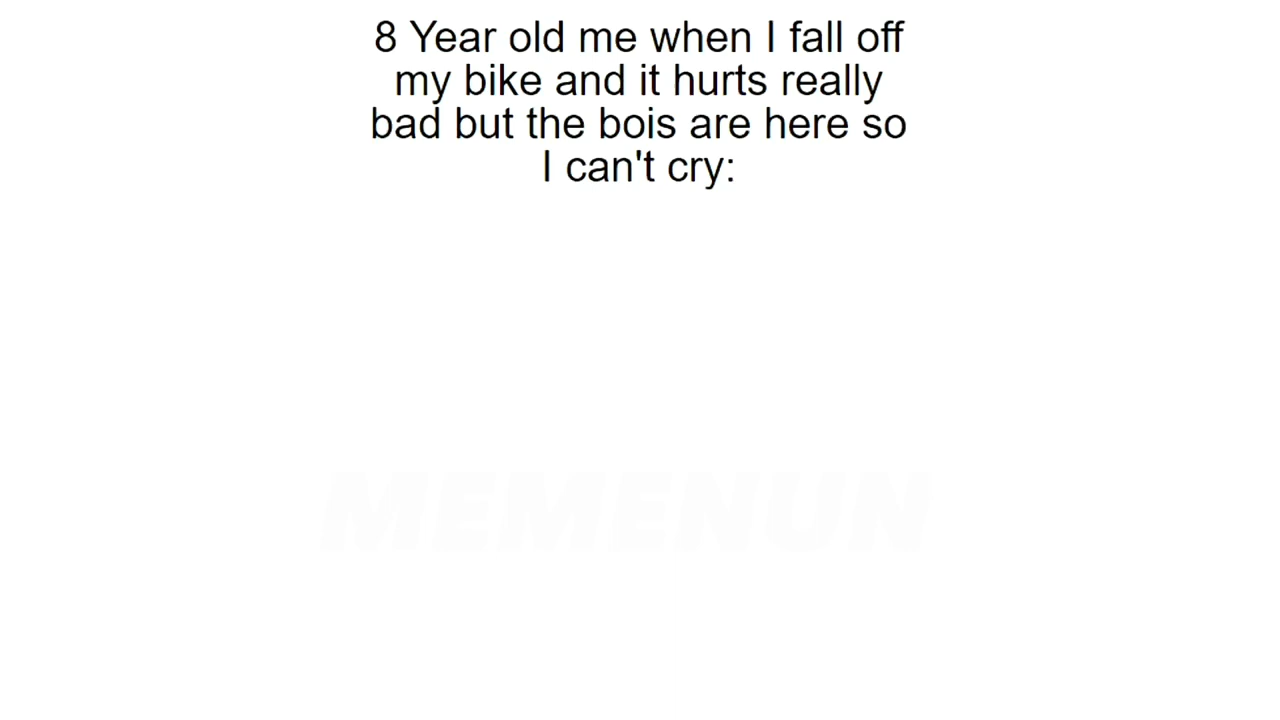 8 Year old me when I fall off
my bike and it hurts really
bad but the bois are here so
I can't cry:
MEMENUN